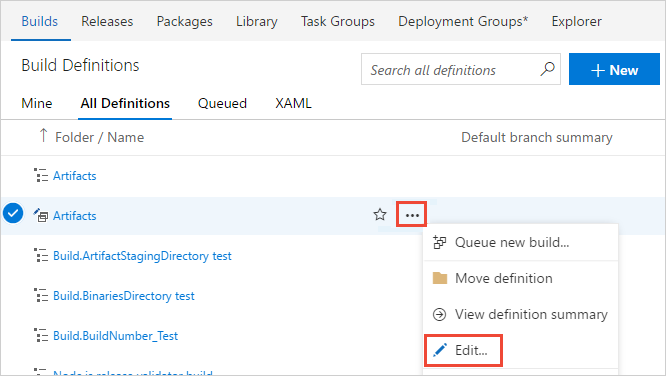 Builds Releases Packages Library Task Groups Deployment Groups* Explorer
Build Definitions
Search all definitions
+ New
Mine All Definitions Queued XAML
↑ Folder / Name Default branch summary
Artifacts
Artifacts ...
Queue new build...
Build.ArtifactStagingDirectory test
Move definition
Build.BinariesDirectory test
View definition summary
Build.BuildNumber_Test
Edit...